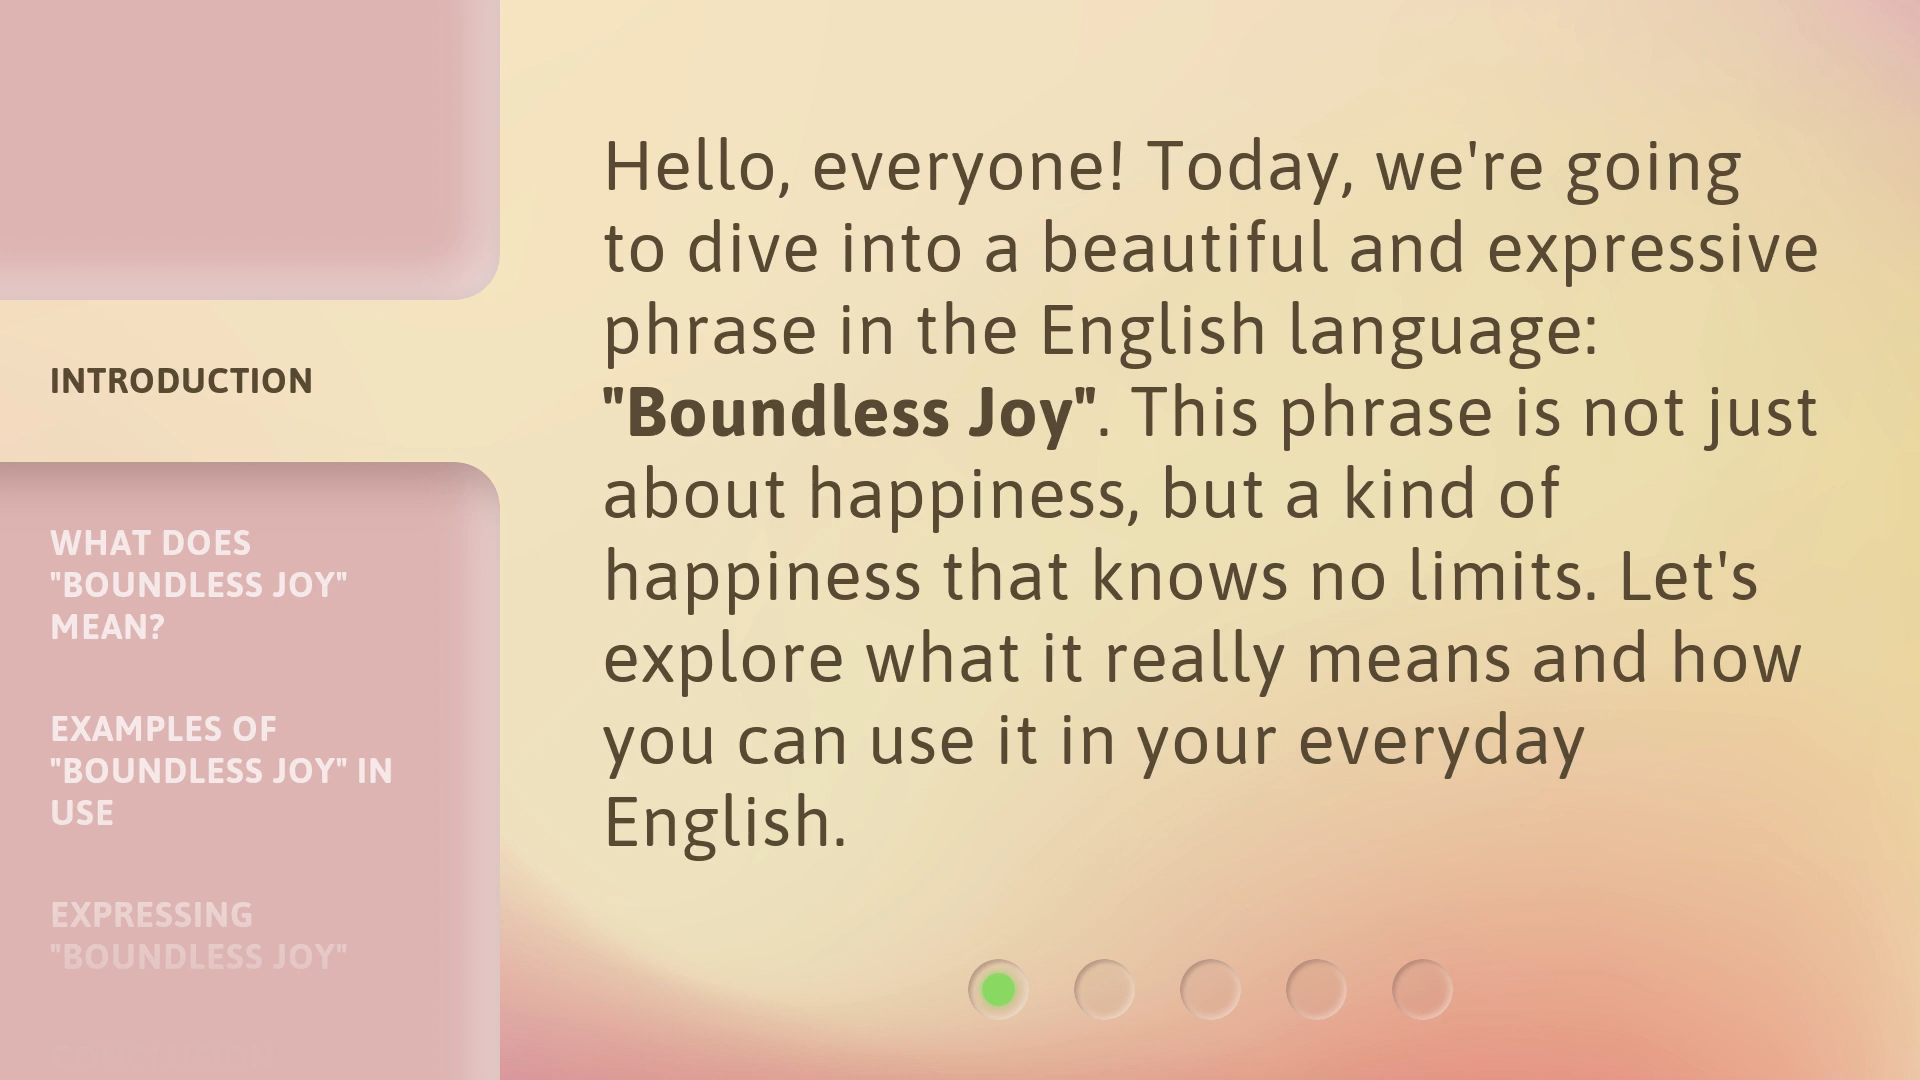 INTRODUCTION
WHAT DOES
"BOUNDLESS JOY"
MEAN?
EXAMPLES OF
"BOUNDLESS JOY" IN
USE
EXPRESSING
"BOUNDLESS JOY"
CONCLUSION
Hello, everyone! Today, we're going
to dive into a beautiful and expressive
phrase in the English language:
"Boundless Joy". This phrase is not just
about happiness, but a kind of
happiness that knows no limits. Let's
explore what it really means and how
you can use it in your everyday
English.